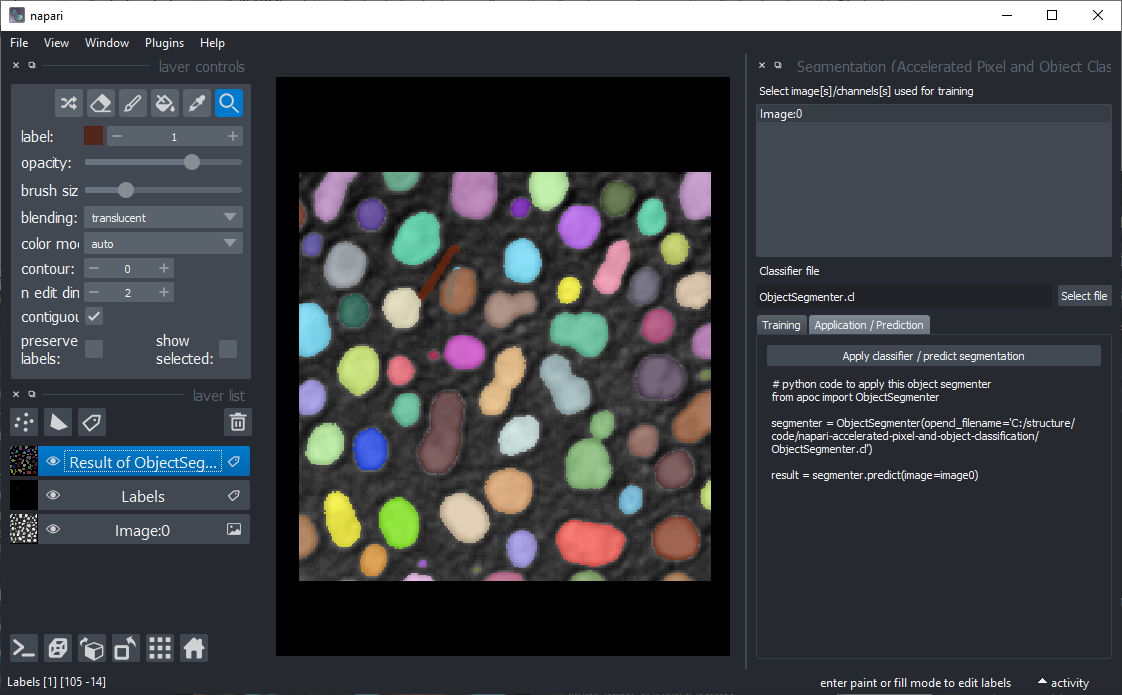 napari
File View Window Plugins Help
layer controls
label: 1
opacity:
brush siz
blending: translucent
color mo
auto
contour: 0
n edit din 2
contiguou
preserve labels:
show selected:
layer list
Result of ObjectSeg...
Labels
Image:0
Labels [1] [105 -14]
Segmentation (Accelerated Pixel and Object Clas
Select image[s]/channels[s] used for training
Image:0
Classifier file
ObjectSegmenter.cl
Select file
Training
Application / Prediction
Apply classifier / predict segmentation
# python code to apply this object segmenter
from apoc import ObjectSegmenter
segmenter = ObjectSegmenter(opencl_filename='C:/structure/
code/napari-accelerated-pixel-and-object-classification/
ObjectSegmenter.cl')
result = segmenter.predict(image=image0)
enter paint or fill mode to edit labels
activity